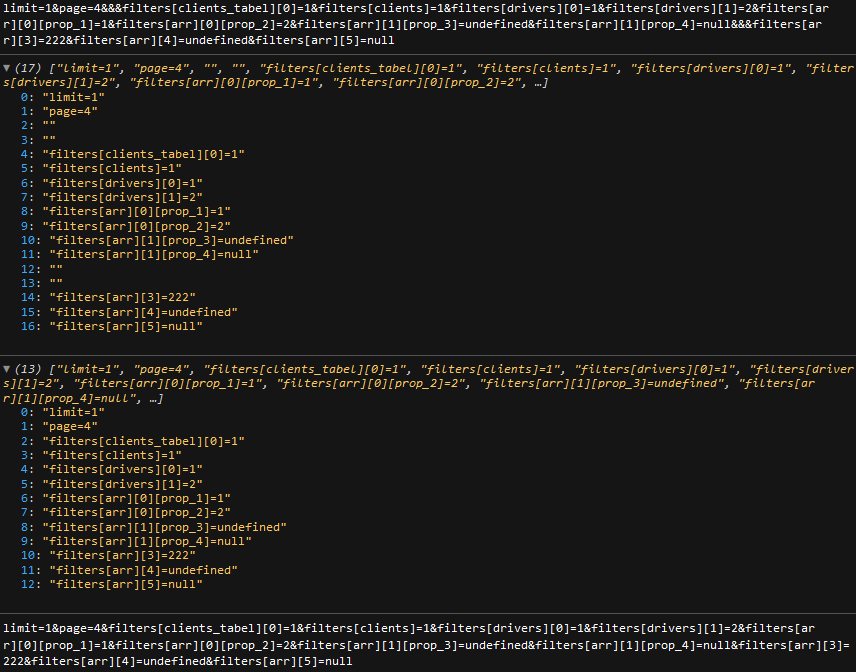 limit=1&page=4&&&filters[clients_tabel][0]=1&filters[clients]=1&filters[drivers][0]=1&filters[drivers][1]=2&filters[ar
r][0][prop_1]=1&filters[arr][0][prop_2]=2&filters[arr][1][prop_3]=undefined&filters[arr][1][prop_4]=null&&&filters[ar
r][3]=222&filters[arr][4]=undefined&filters[arr][5]=null
▼ (17) ["limit=1", "page=4", "", "", "filters[clients_tabel][0]=1", "filters[clients]=1", "filters[drivers][0]=1", "filter
s[drivers][1]=2", "filters[arr][0][prop_1]=1", "filters[arr][0][prop_2]=2", …]
0: "limit=1"
1: "page=4"
2: ""
3: ""
4: "filters[clients_tabel][0]=1"
5: "filters[clients]=1"
6: "filters[drivers][0]=1"
7: "filters[drivers][1]=2"
8: "filters[arr][0][prop_1]=1"
9: "filters[arr][0][prop_2]=2"
10: "filters[arr][1][prop_3]=undefined"
11: "filters[arr][1][prop_4]=null"
12: ""
13: ""
14: "filters[arr][3]=222"
15: "filters[arr][4]=undefined"
16: "filters[arr][5]=null"
▼ (13) ["limit=1", "page=4", "filters[clients_tabel][0]=1", "filters[clients]=1", "filters[drivers][0]=1", "filters[driver
s][1]=2", "filters[arr][0][prop_1]=1", "filters[arr][0][prop_2]=2", "filters[arr][1][prop_3]=undefined", "filters[ar
r][1][prop_4]=null", …]
0: "limit=1"
1: "page=4"
2: "filters[clients_tabel][0]=1"
3: "filters[clients]=1"
4: "filters[drivers][0]=1"
5: "filters[drivers][1]=2"
6: "filters[arr][0][prop_1]=1"
7: "filters[arr][0][prop_2]=2"
8: "filters[arr][1][prop_3]=undefined"
9: "filters[arr][1][prop_4]=null"
10: "filters[arr][3]=222"
11: "filters[arr][4]=undefined"
12: "filters[arr][5]=null"
limit=1&page=4&filters[clients_tabel][0]=1&filters[clients]=1&filters[drivers][0]=1&filters[drivers][1]=2&filters[ar
r][0][prop_1]=1&filters[arr][0][prop_2]=2&filters[arr][1][prop_3]=undefined&filters[arr][1][prop_4]=null&filters[arr][3]=
222&filters[arr][4]=undefined&filters[arr][5]=null